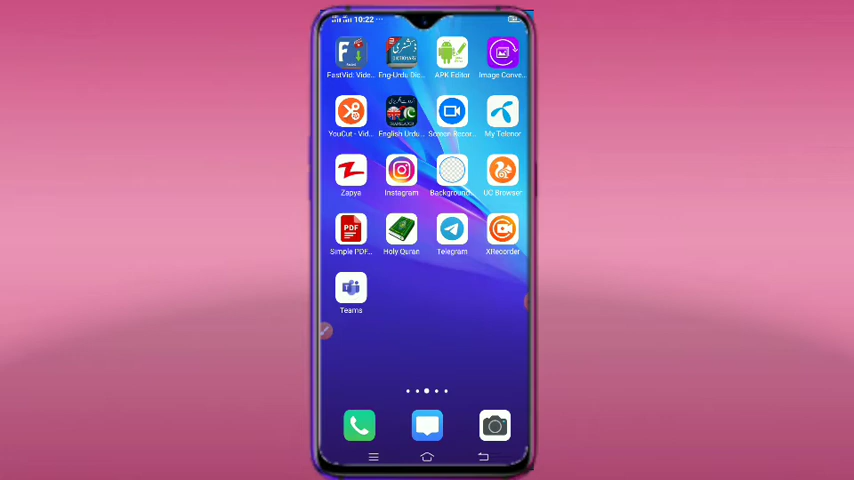 10:22
FastVid: Vide..
Eng-Urdu Dic..
APK Editor
Image Conve..
YouCut - Vid..
English Urdu..
Screen Recor..
My Telenor
Zapya
Instagram
Background..
UC Browser
PDF
Simple PDF..
Holy Quran
Telegram
XRecorder
Teams